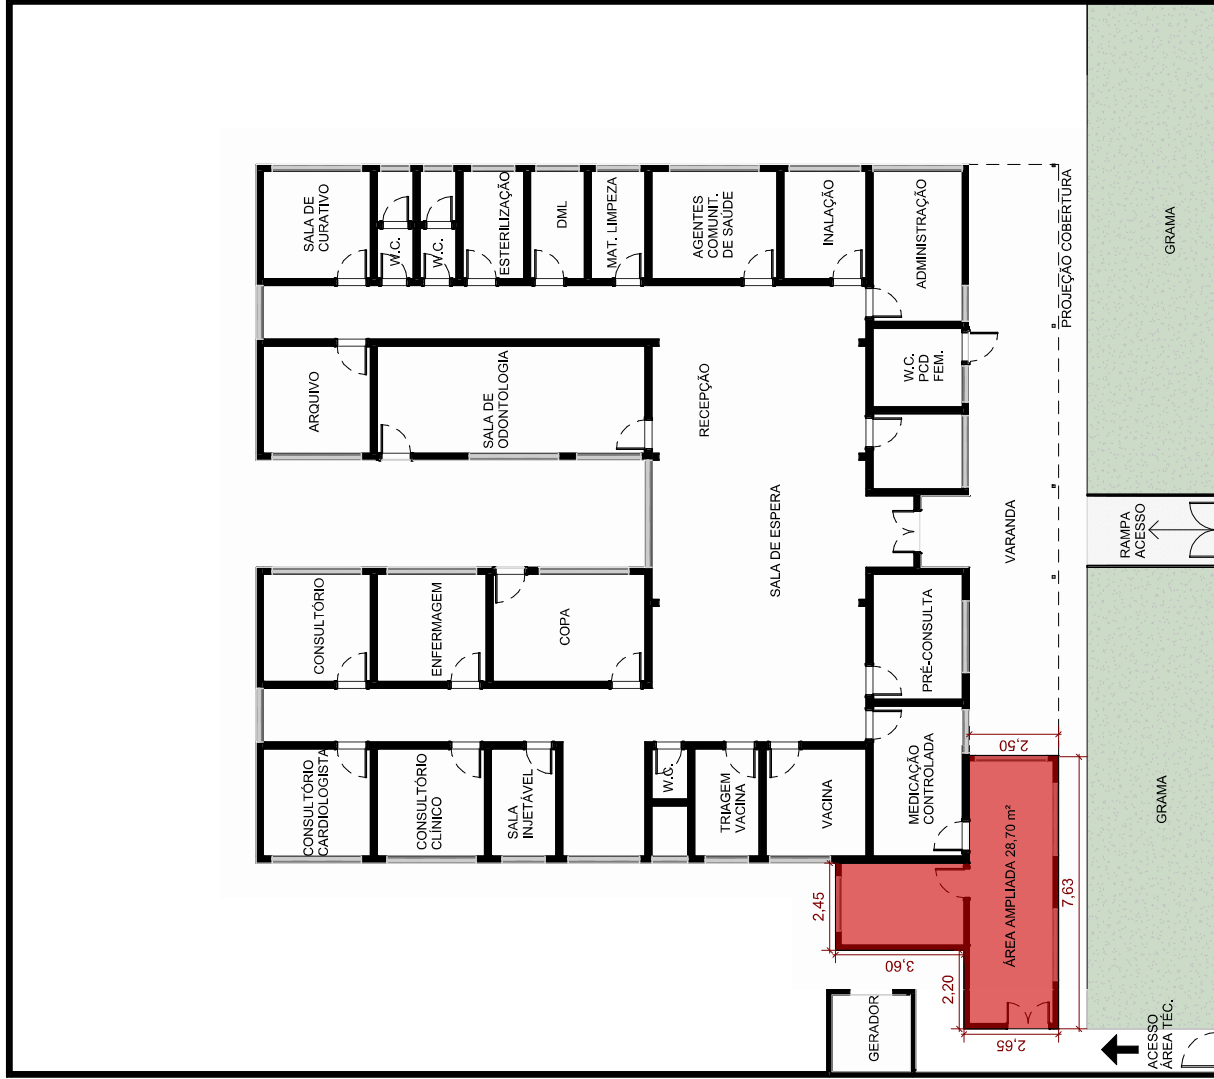 SALA DE
CURATIVO
W.C.
W.C.
ESTERILIZAÇÃO
DML
MAT. LIMPEZA
AGENTES
COMUNIT.
DE SAÚDE
INALAÇÃO
ADMINISTRAÇÃO
PROJEÇÃO COBERTURA
GRAMA
ARQUIVO
SALA DE
ODONTOLOGIA
RECEPÇÃO
W.C.
PCD
FEM.
SALA DE ESPERA
VARANDA
RAMPA
ACESSO
CONSULTÓRIO
ENFERMAGEM
COPA
PRÉ-CONSULTA
CONSULTÓRIO
CARDIOLOGISTA
CONSULTÓRIO
CLÍNICO
SALA
INJETÁVEL
W.C.
TRIAGEM
VACINA
VACINA
MEDICAÇÃO
CONTROLADA
2,50
GRAMA
ÁREA AMPLIADA 28,70 m²
7,63
2,45
3,60
2,20
2,65
GERADOR
ACESSO
ÁREA TÉC.